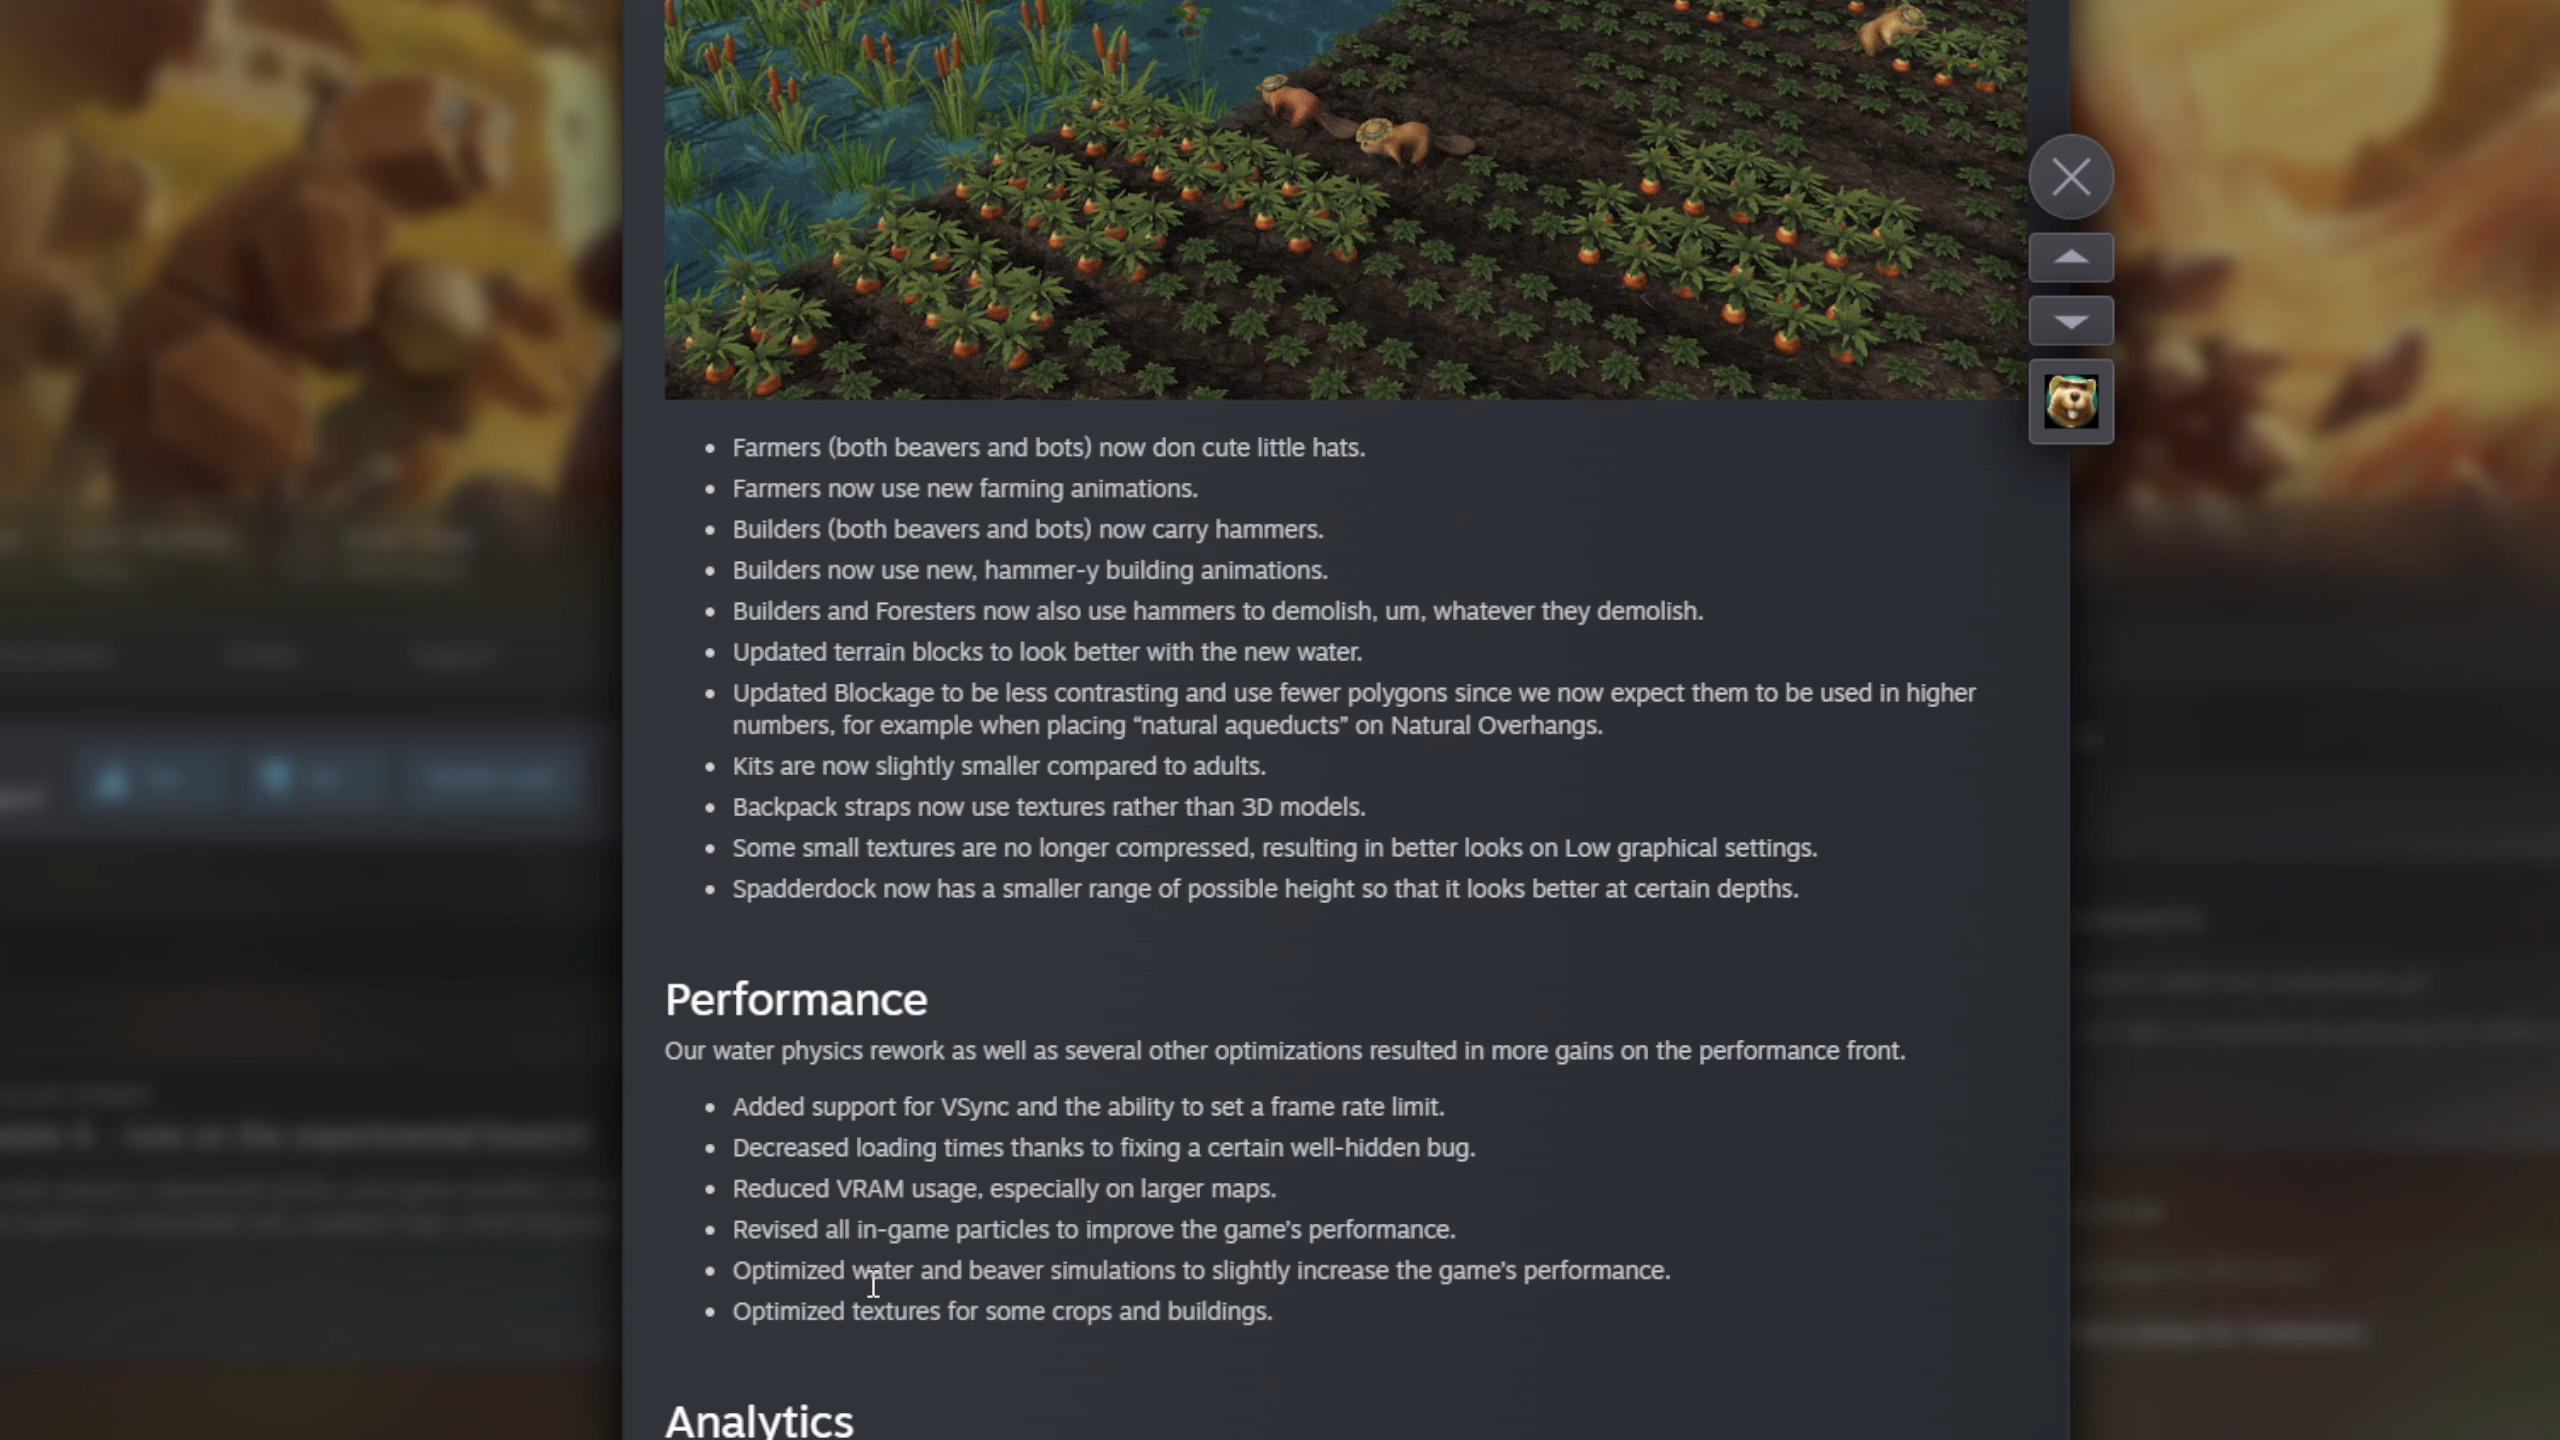 Farmers (both beavers and bots) now don cute little hats.
Farmers now use new farming animations.
Builders (both beavers and bots) now carry hammers.
Builders now use new, hammer-y building animations.
Builders and Foresters now also use hammers to demolish, um, whatever they demolish.
Updated terrain blocks to look better with the new water.
Updated Blockage to be less contrasting and use fewer polygons since we now expect them to be used in higher
numbers, for example when placing “natural aqueducts” on Natural Overhangs.
Kits are now slightly smaller compared to adults.
Backpack straps now use textures rather than 3D models.
Some small textures are no longer compressed, resulting in better looks on Low graphical settings.
Spadderdock now has a smaller range of possible height so that it looks better at certain depths.
Performance
Our water physics rework as well as several other optimizations resulted in more gains on the performance front.
Added support for VSync and the ability to set a frame rate limit.
Decreased loading times thanks to fixing a certain well-hidden bug.
Reduced VRAM usage, especially on larger maps.
Revised all in-game particles to improve the game’s performance.
Optimized water and beaver simulations to slightly increase the game’s performance.
Optimized textures for some crops and buildings.
Analytics